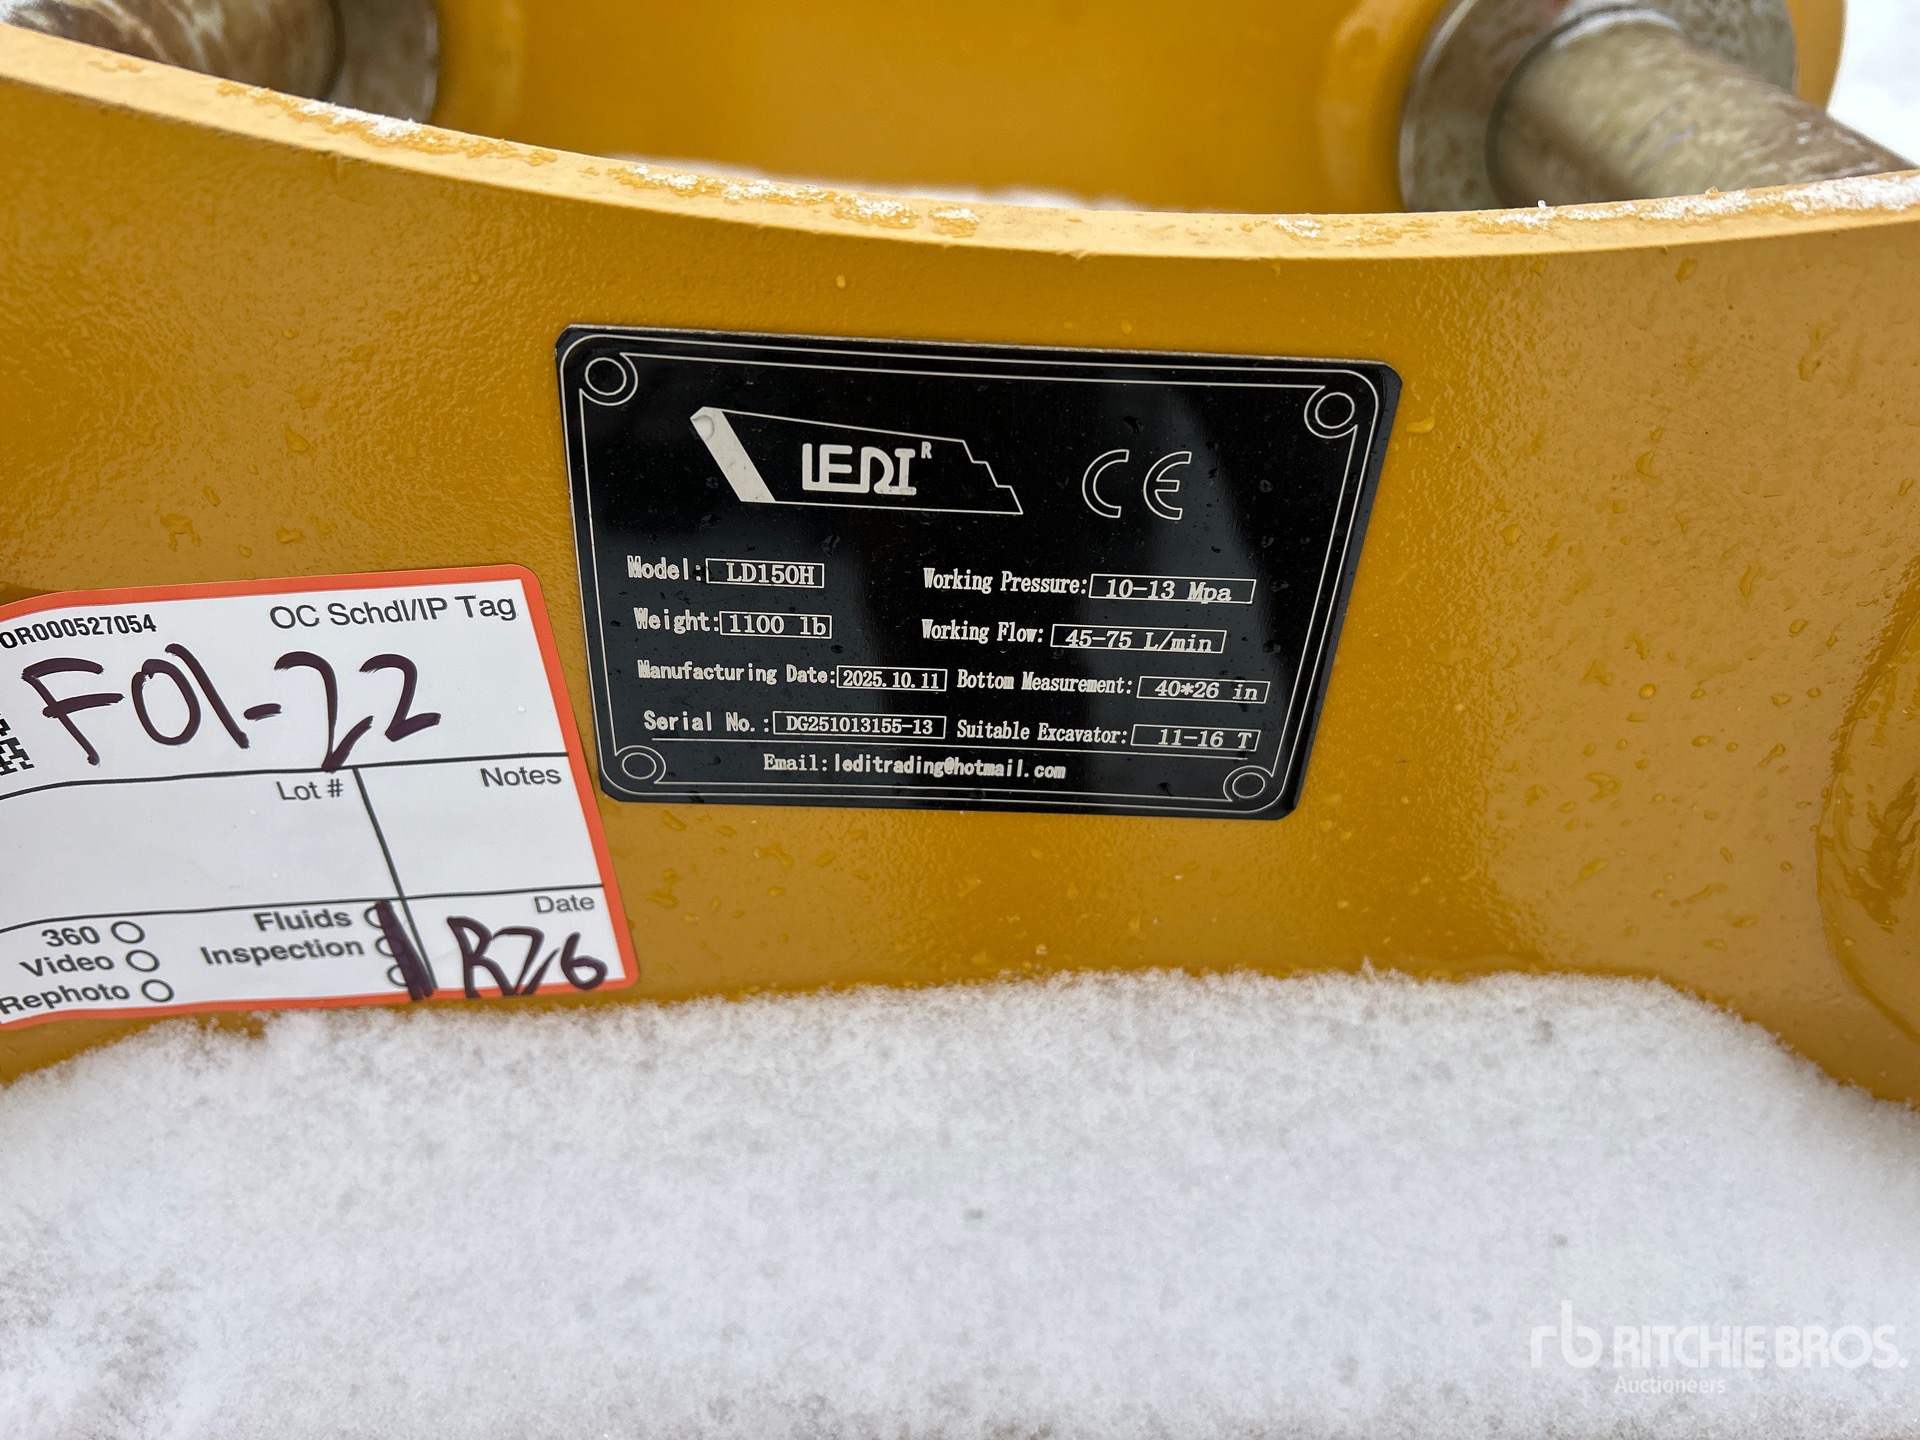 LEDI R CE
Model: LD150H Working Pressure: 10-13 Mpa
Weight: 1100 lb Working Flow: 45-75 L/min
Manufacturing Date: 2025.10.11 Bottom Measurement: 40*26 in
Serial No.: DG251013155-13 Suitable Excavator: 11-16 T
Email: leditrading@hotmail.com
OR000527054 OC Schdl/IP Tag
F01-22
Lot # Notes
360 Fluids Date
Video Inspection
Rephoto
rb RITCHIE BROS.
Auctioneers